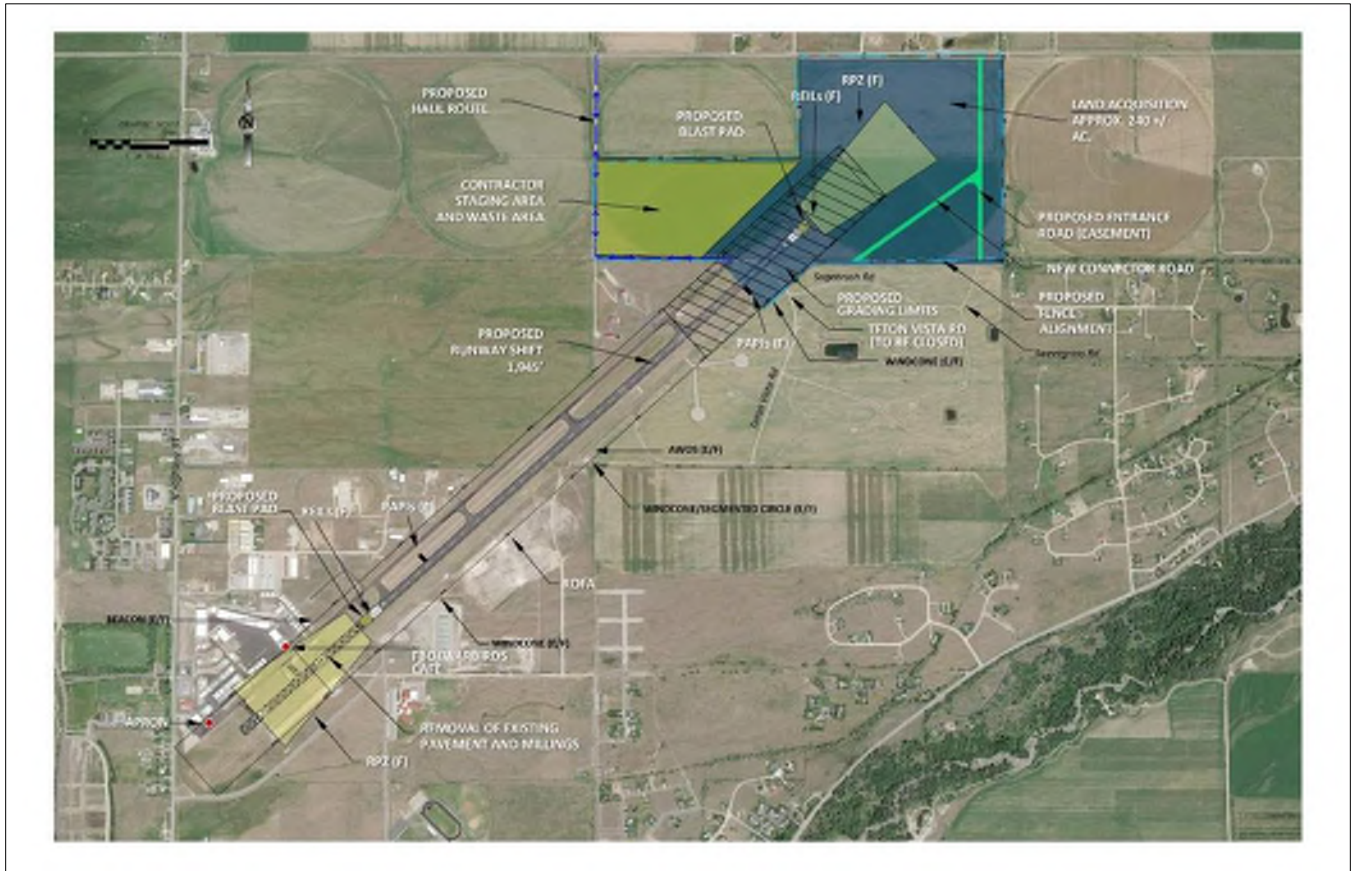 PROPOSED
HAUL ROUTE
RPZ (F)
REILs (F)
PROPOSED
BLAST PAD
LAND ACQUISITION
APPROX. 240 +/-
AC.
CONTRACTOR
STAGING AREA
AND WASTE AREA
PROPOSED ENTRANCE
ROAD (EASEMENT)
NEW CONNECTOR ROAD
PROPOSED
GRADING LIMITS
PROPOSED
FENCE
ALIGNMENT
TETON VISTA RD
(TO BE CLOSED)
PROPOSED
RUNWAY SHIFT
1,945'
PAPIs (F)
WINDCONE (E/F)
AWOS (E/F)
PROPOSED
BLAST PAD
REILS (F)
PAPIs (F)
WINDCONE/SEGMENTED CIRCLE (E/F)
ROFA
BEACON (E/F)
WINDCONE (E/F)
APRON
REMOVAL OF EXISTING
PAVEMENT AND MILLINGS
RPZ (F)